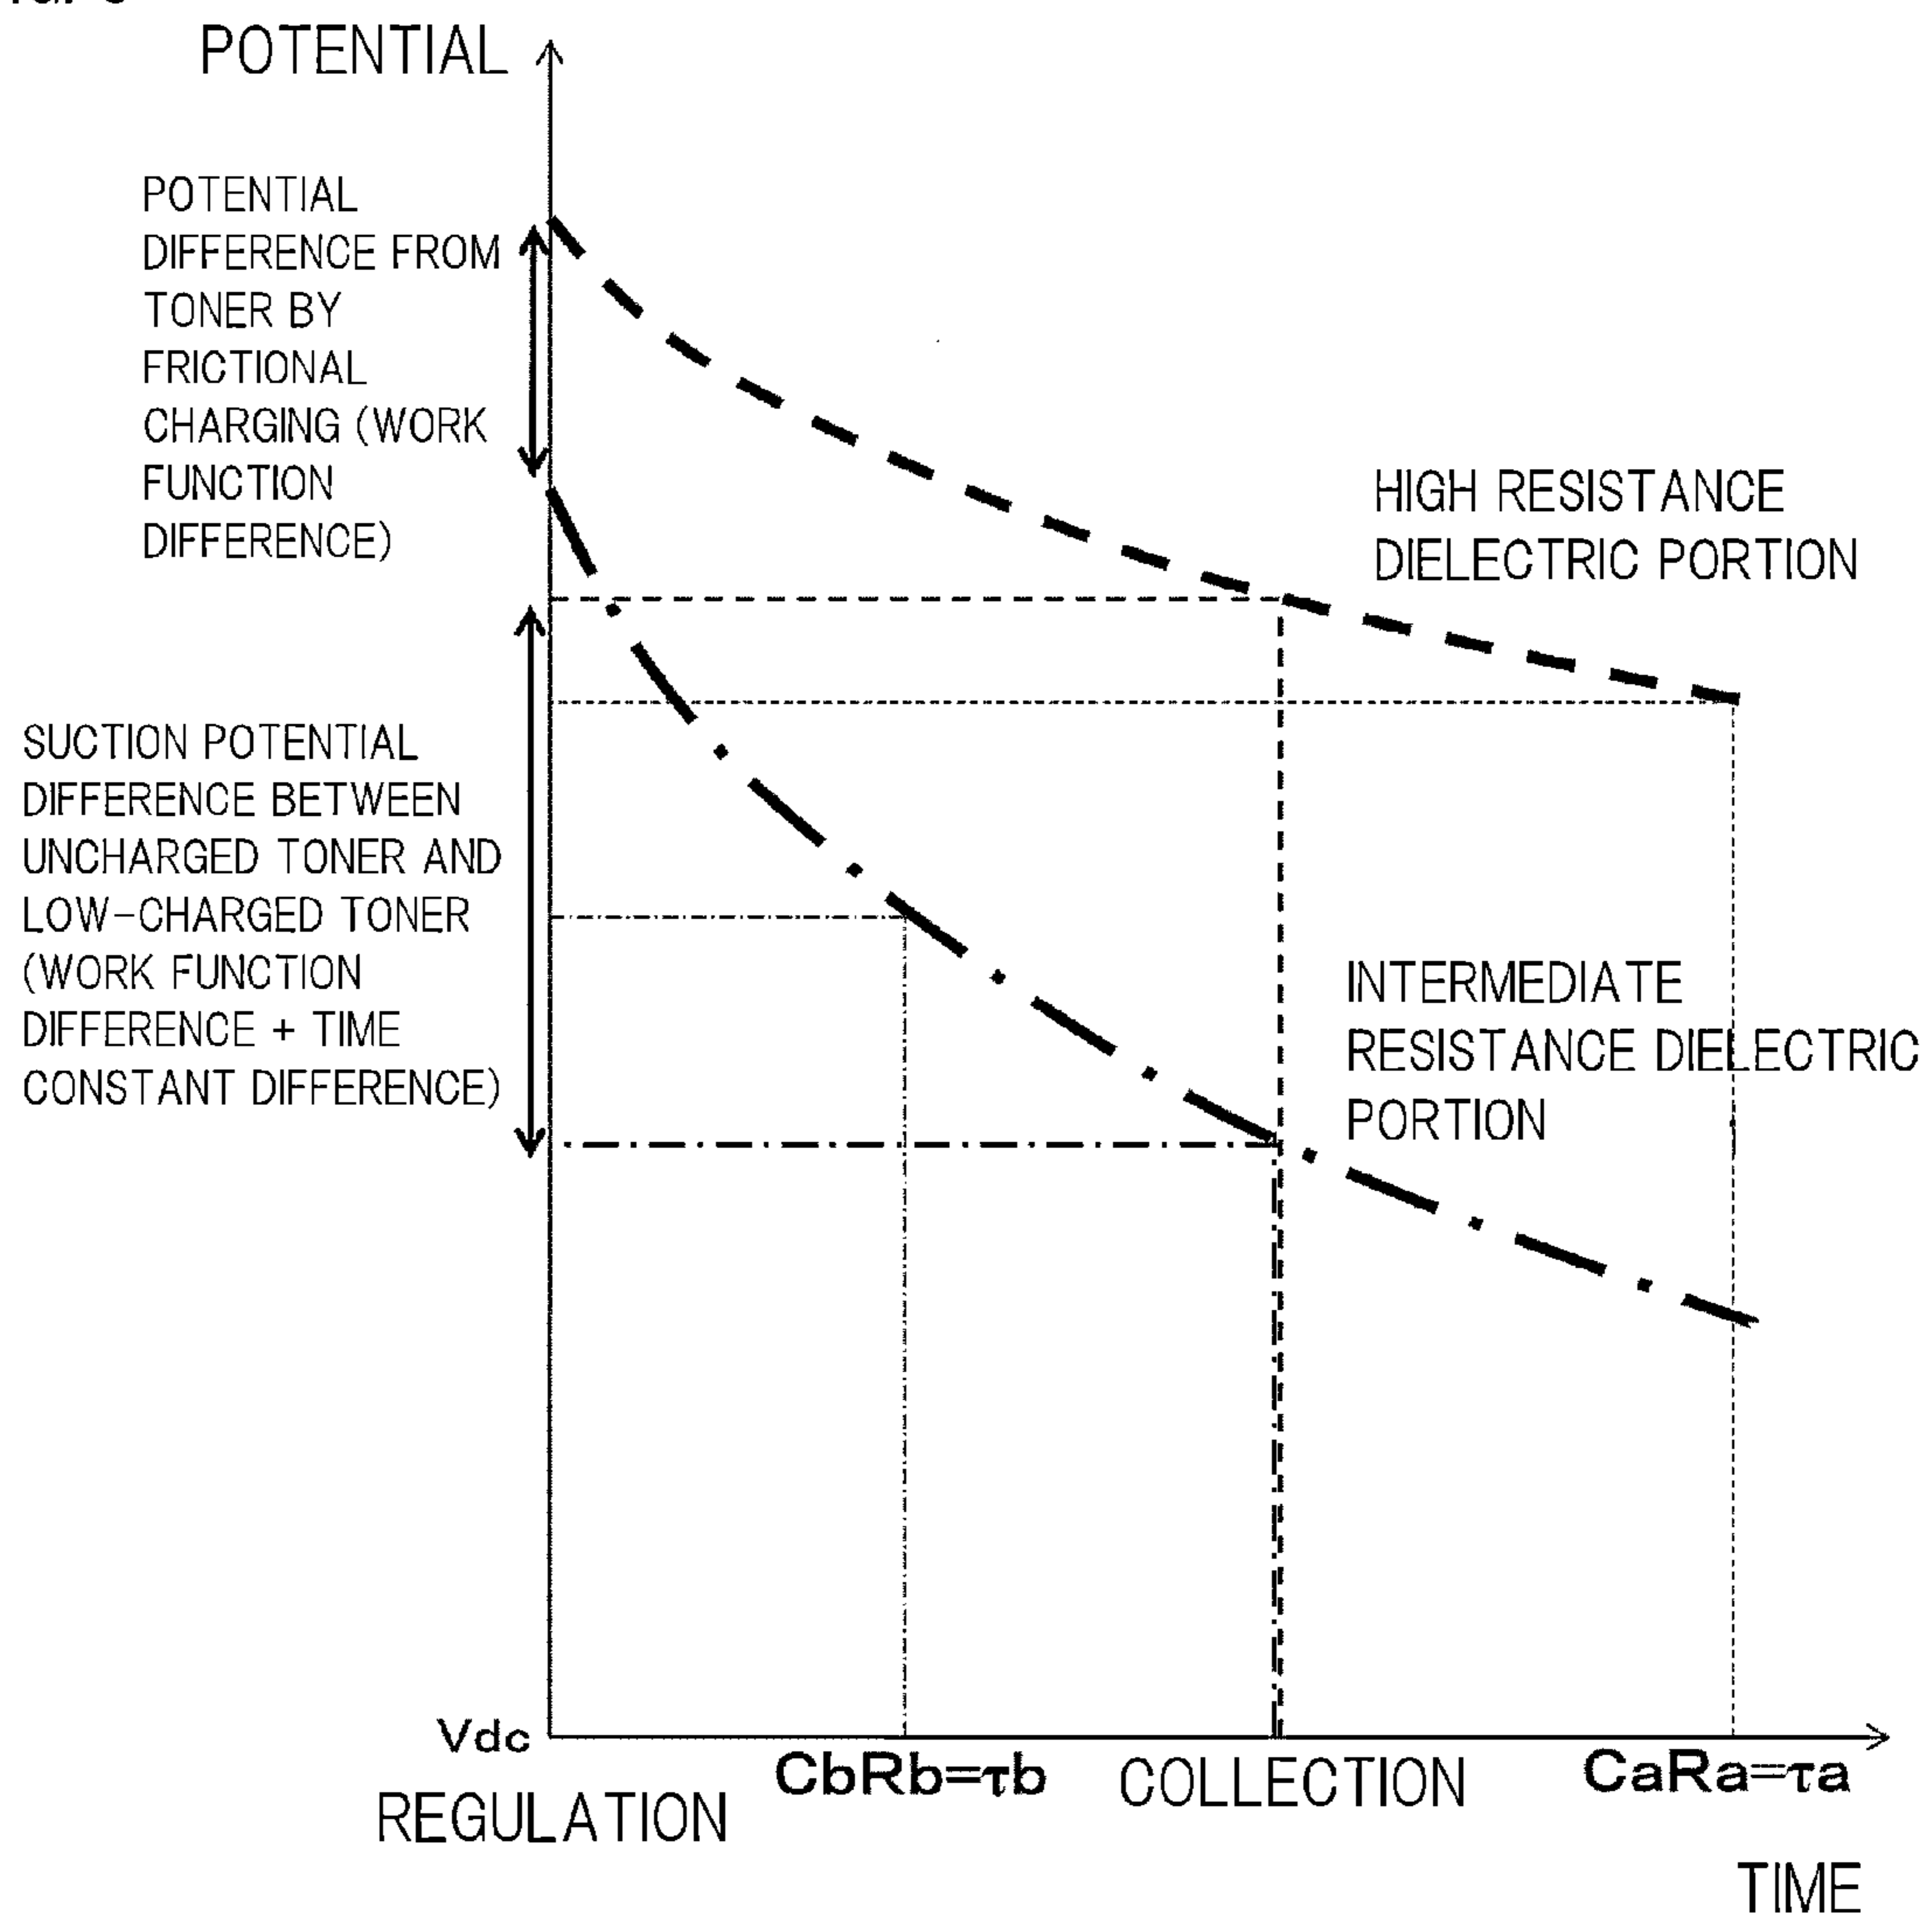 POTENTIAL
POTENTIAL
DIFFERENCE FROM
TONER BY
FRICTIONAL
CHARGING (WORK
FUNCTION
DIFFERENCE)
HIGH RESISTANCE
DIELECTRIC PORTION
SUCTION POTENTIAL
DIFFERENCE BETWEEN
UNCHARGED TONER AND
LOW-CHARGED TONER
(WORK FUNCTION
DIFFERENCE + TIME
CONSTANT DIFFERENCE)
INTERMEDIATE
RESISTANCE DIELECTRIC
PORTION
Vdc
REGULATION
CbRb=τb
COLLECTION
CaRa=τa
TIME